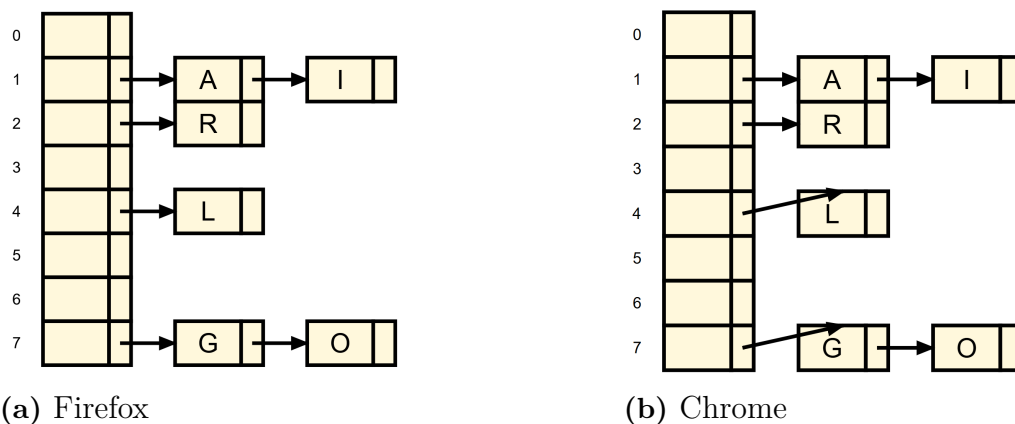 0 0
1 A I 1 A I
2 R 2 R
3 3
4 L 4 L
5 5
6 6
7 G O 7 G O
(a) Firefox (b) Chrome